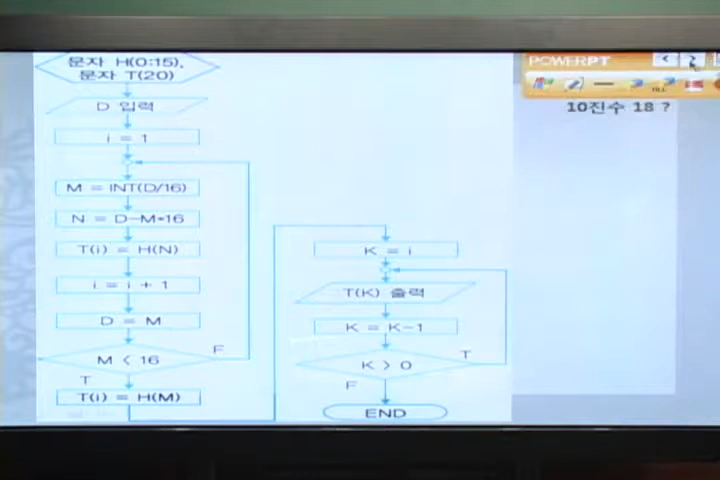 문자 H(0:15),
문자 T(20)
D 입력
i = 1
M = INT(D/16)
N = D-M*16
T(i) = H(N)
i = i + 1
D = M
M < 16
F
T
T(i) = H(M)
K = i
T(K) 출력
K = K-1
K > 0
T
F
END
POWERPT
10진수 18 ?